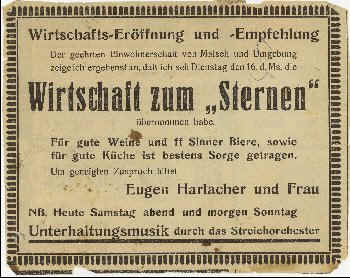 Wirtschafts-Eröffnung und -Empfehlung
Der geehrten Einwohnerschaft von Malsch und Umgebung
zeige ich ergebenst an, daß ich seit Dienstag den 16. d. Ms. die
Wirtschaft zum „Sternen“
übernommen habe.
Für gute Weine und ff Sinner Biere, sowie
für gute Küche ist bestens Sorge getragen.
Um geneigten Zuspruch bittet
Eugen Harlacher und Frau
NB. Heute Samstag abend und morgen Sonntag
Unterhaltungsmusik durch das Streichorchester